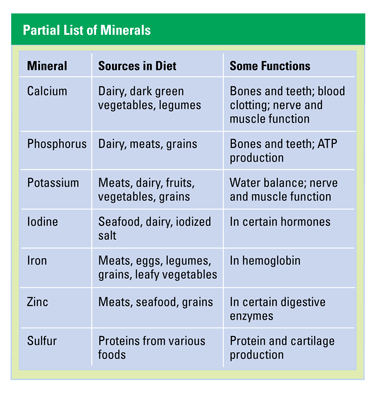 Partial List of Minerals
Mineral Sources in Diet Some Functions
Calcium Dairy, dark green Bones and teeth; blood
vegetables, legumes clotting; nerve and
muscle function
Phosphorus Dairy, meats, grains Bones and teeth; ATP
production
Potassium Meats, dairy, fruits, Water balance; nerve
vegetables, grains and muscle function
Iodine Seafood, dairy, iodized In certain hormones
salt
Iron Meats, eggs, legumes, In hemoglobin
grains, leafy vegetables
Zinc Meats, seafood, grains In certain digestive
enzymes
Sulfur Proteins from various Protein and cartilage
foods production